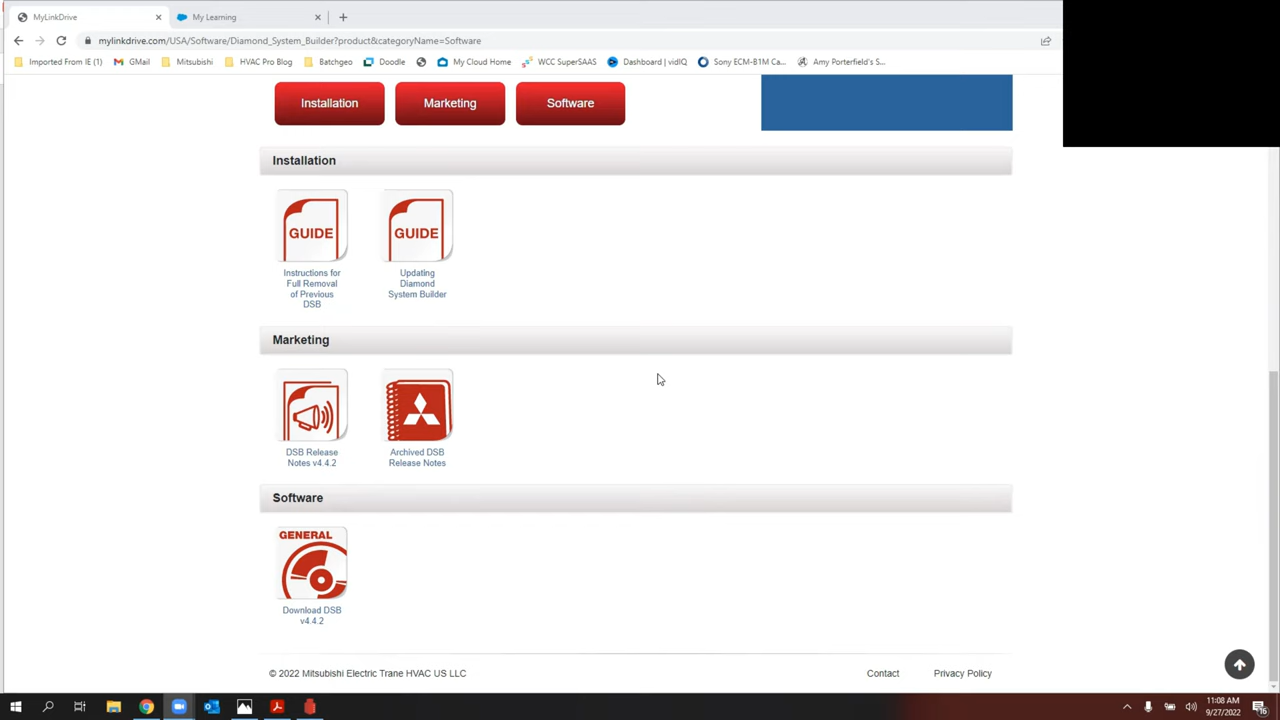 MyLinkDrive
My Learning
mylinkdrive.com/USA/Software/Diamond_System_Builder?product&categoryName=Software
Imported From IE (1)
GMail
Mitsubishi
HVAC Pro Blog
Batchgeo
Doodle
My Cloud Home
WCC SuperSAAS
Dashboard | vidIQ
Sony ECM-B1M Ca...
Amy Porterfield's S...
Installation
Marketing
Software
Installation
GUIDE
GUIDE
Instructions for
Full Removal
of Previous
DSB
Updating
Diamond
System Builder
Marketing
DSB Release
Notes v4.4.2
Archived DSB
Release Notes
Software
GENERAL
Download DSB
v4.4.2
© 2022 Mitsubishi Electric Trane HVAC US LLC
Contact
Privacy Policy
11:08 AM
9/27/2022
16